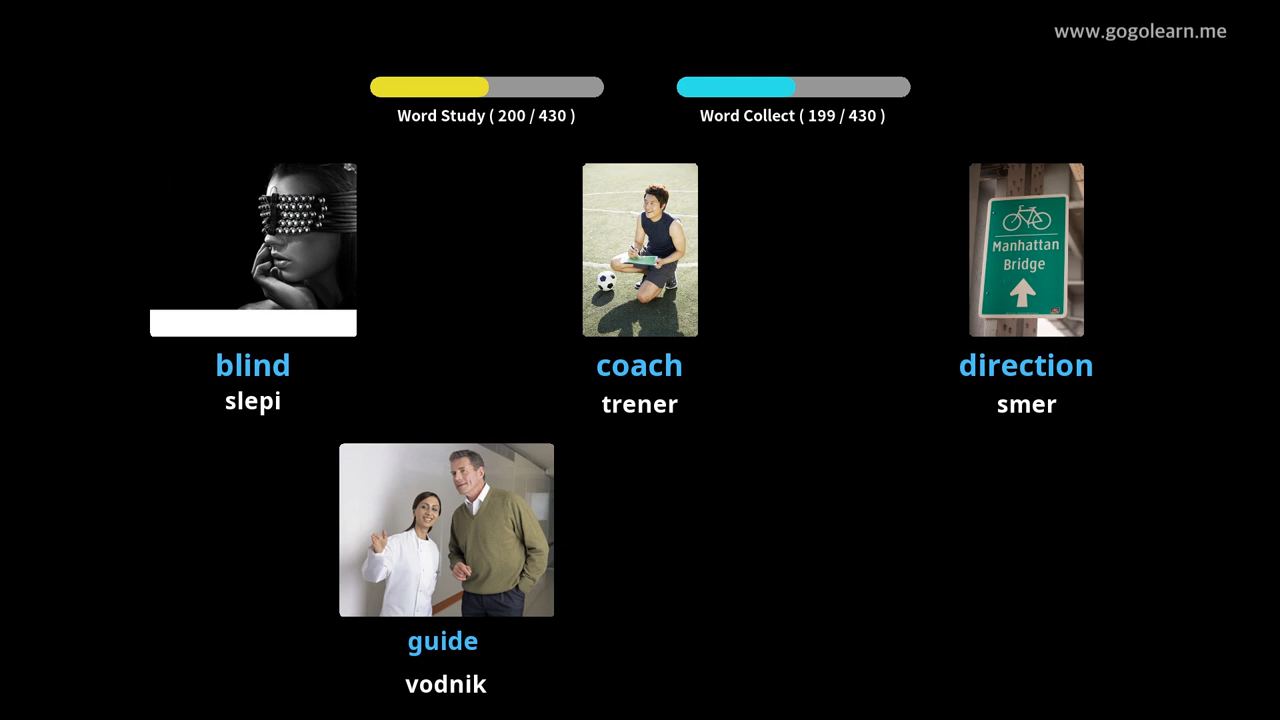 www.gogolearn.me
Word Study ( 200 / 430 )
Word Collect ( 199 / 430 )
Manhattan
Bridge
blind
slepi
coach
trener
direction
smer
guide
vodnik